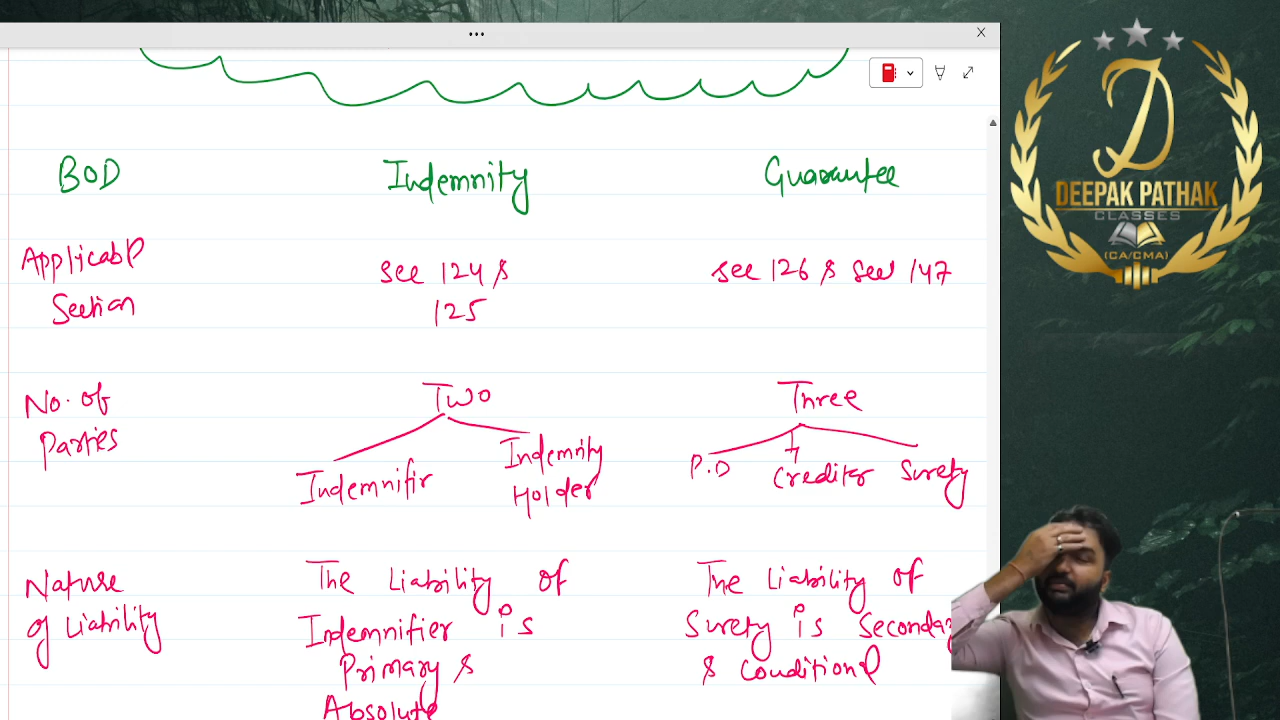 BOD Indemnity Guarantee
Applicable sec 124 & sec 126 & sec 147
Section 125
No. of Two Three
Parties
Indemnifir Indemnity P.D Crediter Surety
Holder
Nature The Liability of The Liability of
of Liability Indemnifier is Surety is Secondary
Primary & & conditional
Absolute
DEEPAK PATHAK
CLASSES
(CA/CMA)